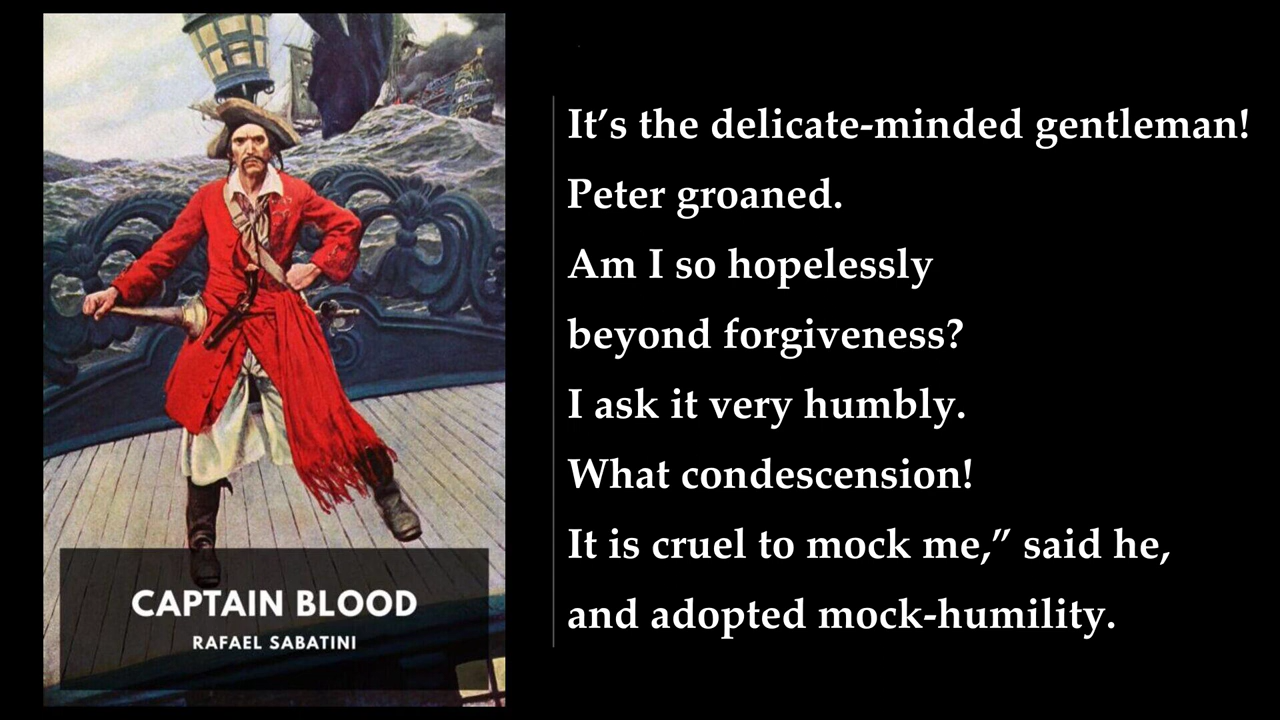 CAPTAIN BLOOD
RAFAEL SABATINI
It’s the delicate-minded gentleman!
Peter groaned.
Am I so hopelessly
beyond forgiveness?
I ask it very humbly.
What condescension!
It is cruel to mock me,” said he,
and adopted mock-humility.